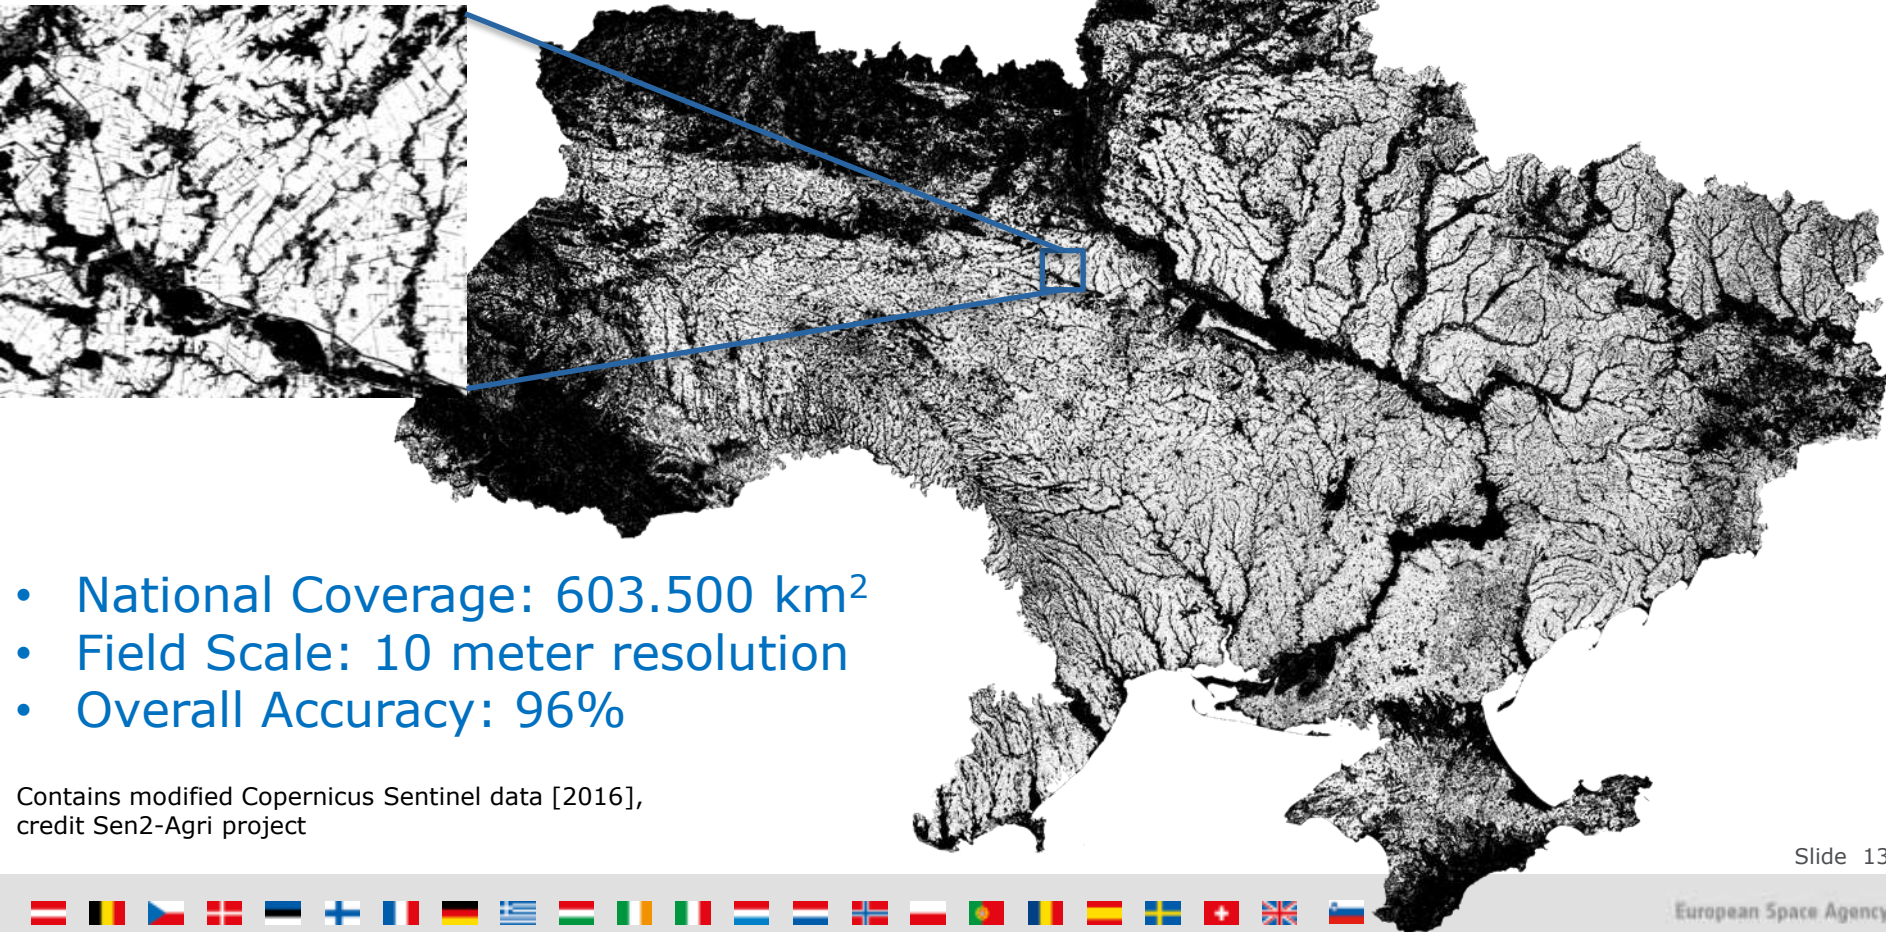 • National Coverage: 603.500 km²
• Field Scale: 10 meter resolution
• Overall Accuracy: 96%
Contains modified Copernicus Sentinel data [2016],
credit Sen2-Agri project
Slide 13
European Space Agency